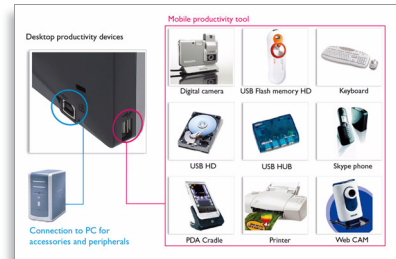 Mobile productivity tool
Desktop productivity devices
Digital camera
USB Flash memory HD
Keyboard
USB HD
USB HUB
Skype phone
PDA Cradle
Printer
Web CAM
Connection to PC for
accessories and peripherals